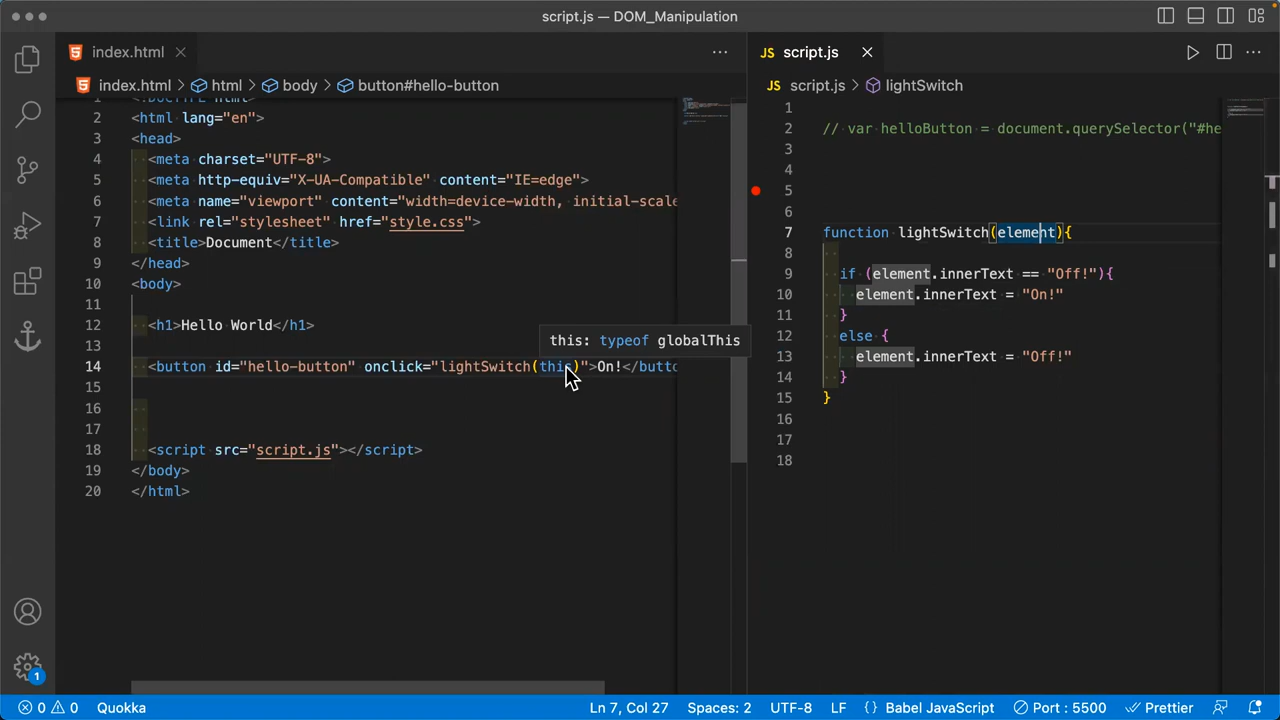 script.js — DOM_Manipulation
index.html
JS script.js
index.html > html > body > button#hello-button
JS script.js > lightSwitch
1 <!DOCTYPE html>
2 <html lang="en">
3 <head>
4 <meta charset="UTF-8">
5 <meta http-equiv="X-UA-Compatible" content="IE=edge">
6 <meta name="viewport" content="width=device-width, initial-scale
7 <link rel="stylesheet" href="style.css">
8 <title>Document</title>
9 </head>
10 <body>
11
12 <h1>Hello World</h1>
13
this: typeof globalThis
14 <button id="hello-button" onclick="lightSwitch(this)">On!</butto
15
16
17
18 <script src="script.js"></script>
19 </body>
20 </html>
1
2 // var helloButton = document.querySelector("#he
3
4
5
6
7 function lightSwitch(element){
8
9 if (element.innerText == "Off!"){
10 element.innerText = "On!"
11 }
12 else {
13 element.innerText = "Off!"
14 }
15 }
16
17
18
1
0 0 Quokka Ln 7, Col 27 Spaces: 2 UTF-8 LF {} Babel JavaScript Port : 5500 Prettier